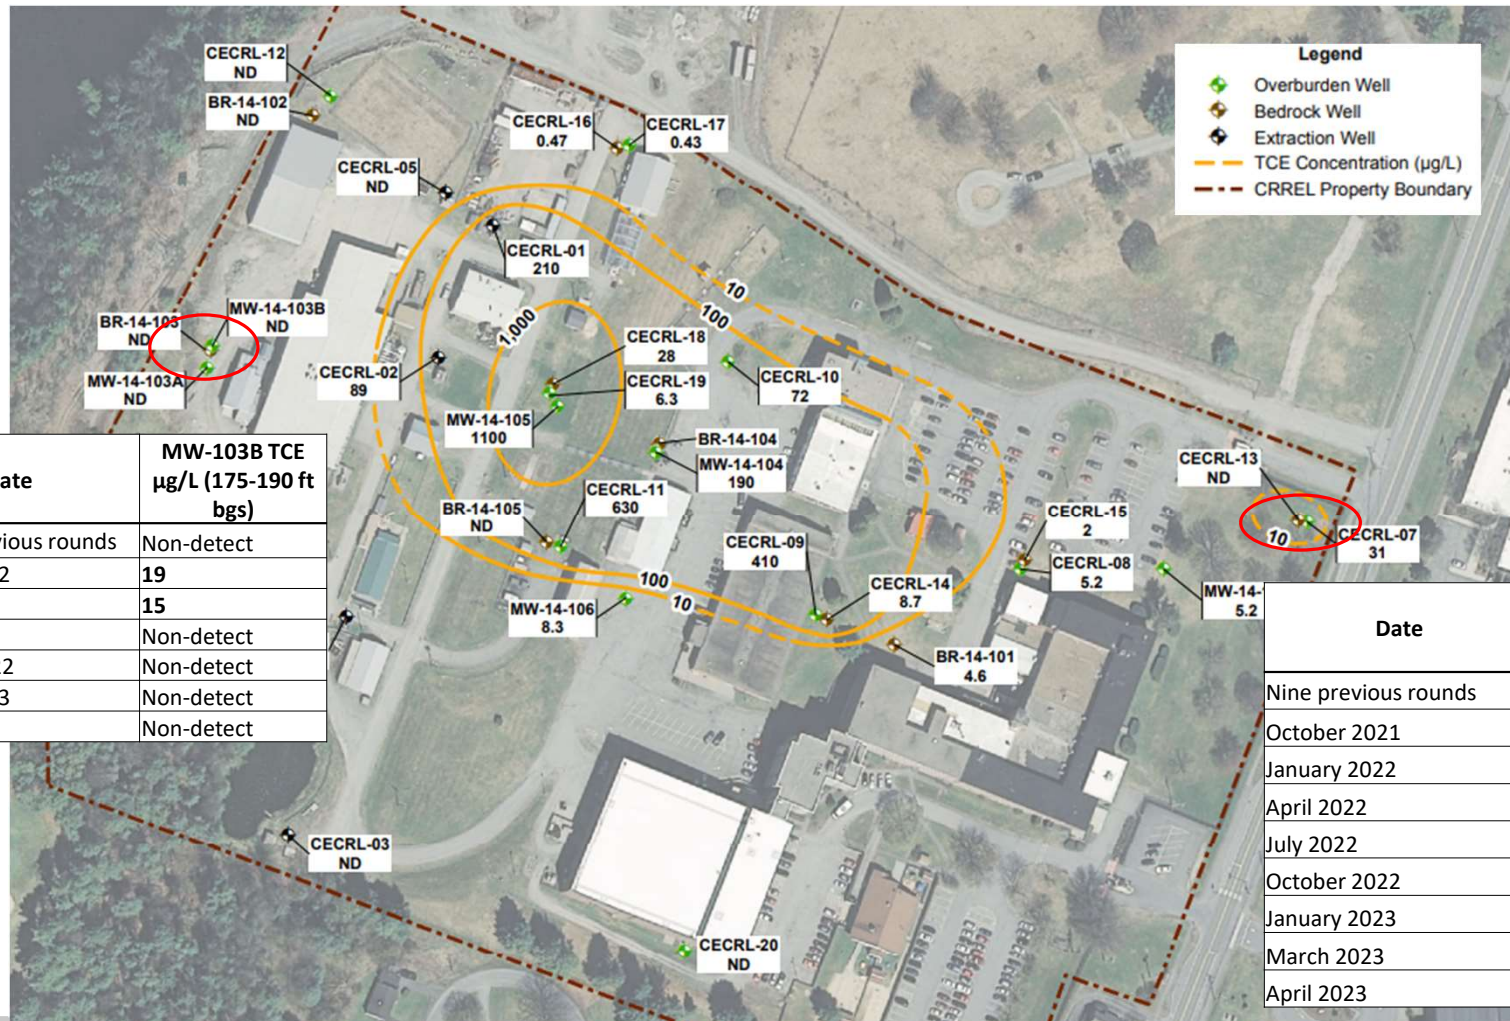 Legend
Overburden Well
Bedrock Well
Extraction Well
TCE Concentration (µg/L)
CRREL Property Boundary
CECRL-12
ND
BR-14-102
ND
CECRL-16
0.47
CECRL-17
0.43
CECRL-05
ND
CECRL-01
210
10
100
1,000
BR-14-103
ND
MW-14-103B
ND
MW-14-103A
ND
CECRL-02
89
CECRL-18
28
CECRL-19
6.3
MW-14-105
1100
CECRL-10
72
BR-14-104
MW-14-104
190
CECRL-11
630
BR-14-105
ND
CECRL-13
ND
10
CECRL-07
31
CECRL-15
2
CECRL-08
5.2
CECRL-09
410
CECRL-14
8.7
100
10
MW-14-106
8.3
BR-14-101
4.6
MW-14-
5.2
CECRL-03
ND
CECRL-20
ND
ate MW-103B TCE
µg/L (175-190 ft
bgs)
vious rounds Non-detect
2 19
15
Non-detect
22 Non-detect
3 Non-detect
Non-detect
Date
Nine previous rounds
October 2021
January 2022
April 2022
July 2022
October 2022
January 2023
March 2023
April 2023